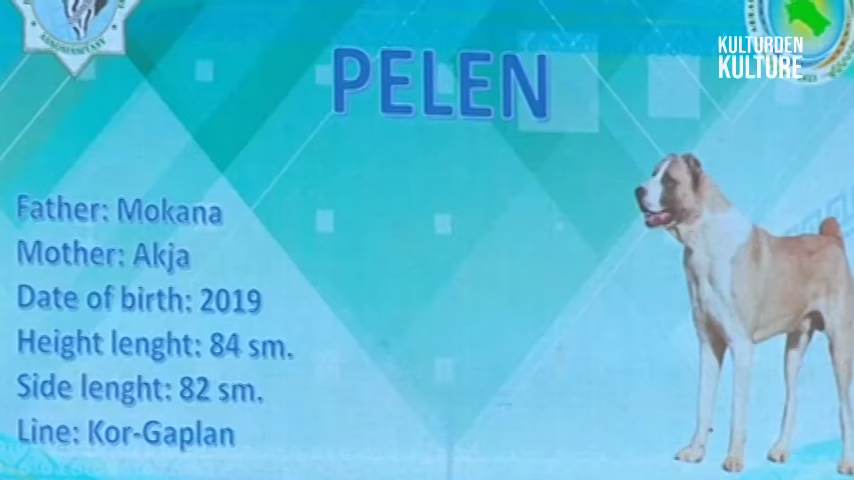 KULTURDEN
KULTURE
PELEN
Father: Mokana
Mother: Akja
Date of birth: 2019
Height lenght: 84 sm.
Side lenght: 82 sm.
Line: Kor-Gaplan